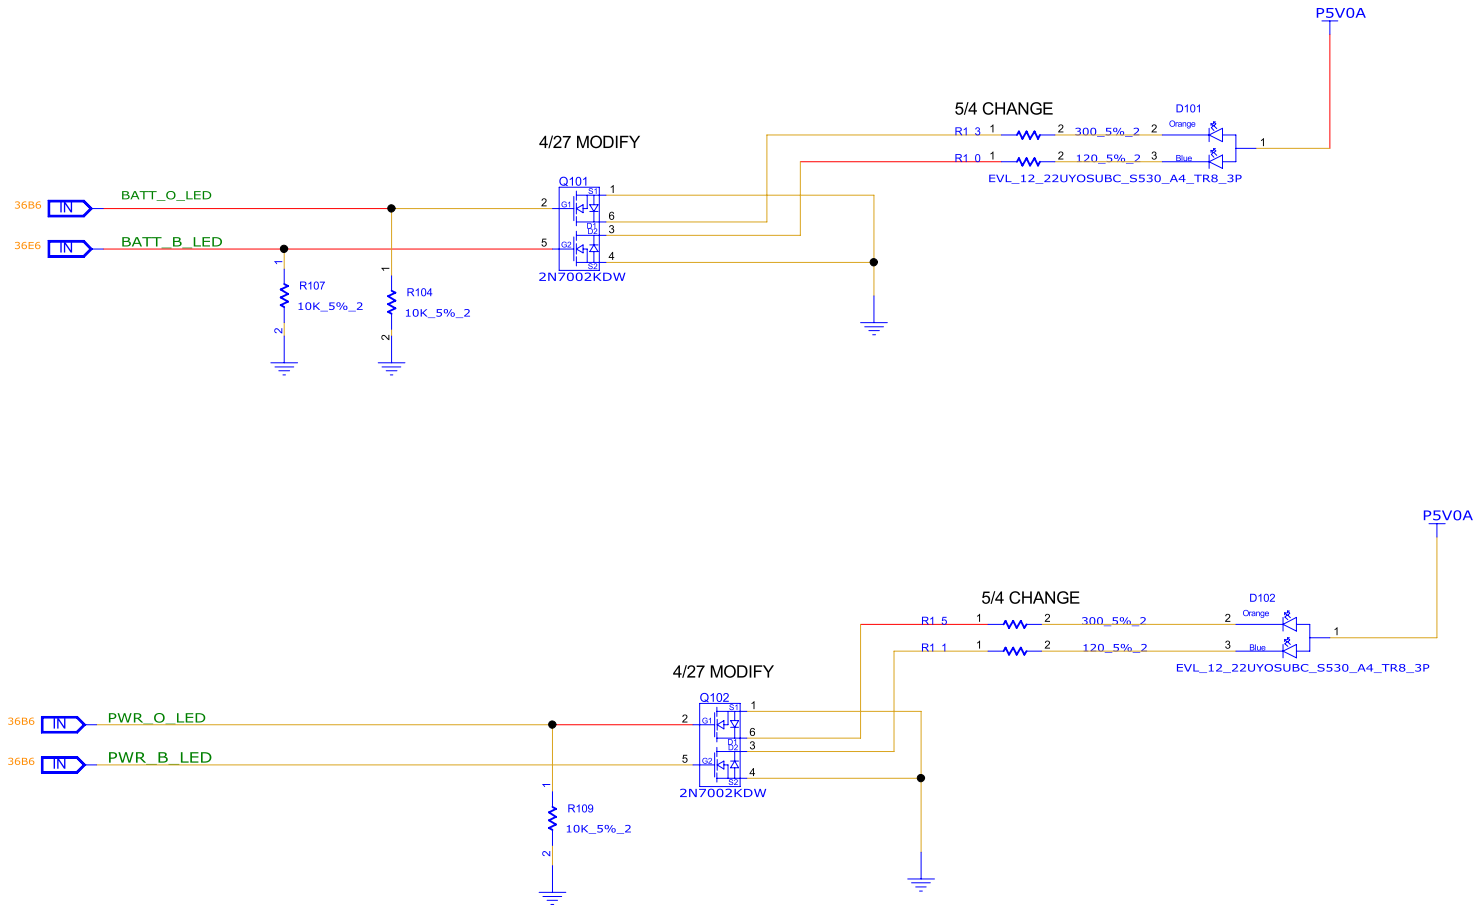 P5V0A
5/4 CHANGE
D101
Orange
R1 3 1 2 300_5%_2 2
1
4/27 MODIFY
R1 0 1 2 120_5%_2 3 Blue
EVL_12_22UYOSUBC_S530_A4_TR8_3P
Q101
BATT_O_LED
S1 1
36B6 IN
2 G1
6
D1
D2 3
BATT_B_LED
36E6 IN
5 G2
4
S2
2N7002KDW
1
1
R107
10K_5%_2
R104
10K_5%_2
2
2
P5V0A
5/4 CHANGE
D102
Orange
R1 5 1 2 300_5%_2 2
1
R1 1 1 2 120_5%_2 3 Blue
EVL_12_22UYOSUBC_S530_A4_TR8_3P
4/27 MODIFY
Q102
S1 1
36B6 IN PWR_O_LED 2 G1
6
D1
D2 3
36B6 IN PWR_B_LED 5 G2
4
S2
2N7002KDW
1
R109
10K_5%_2
2